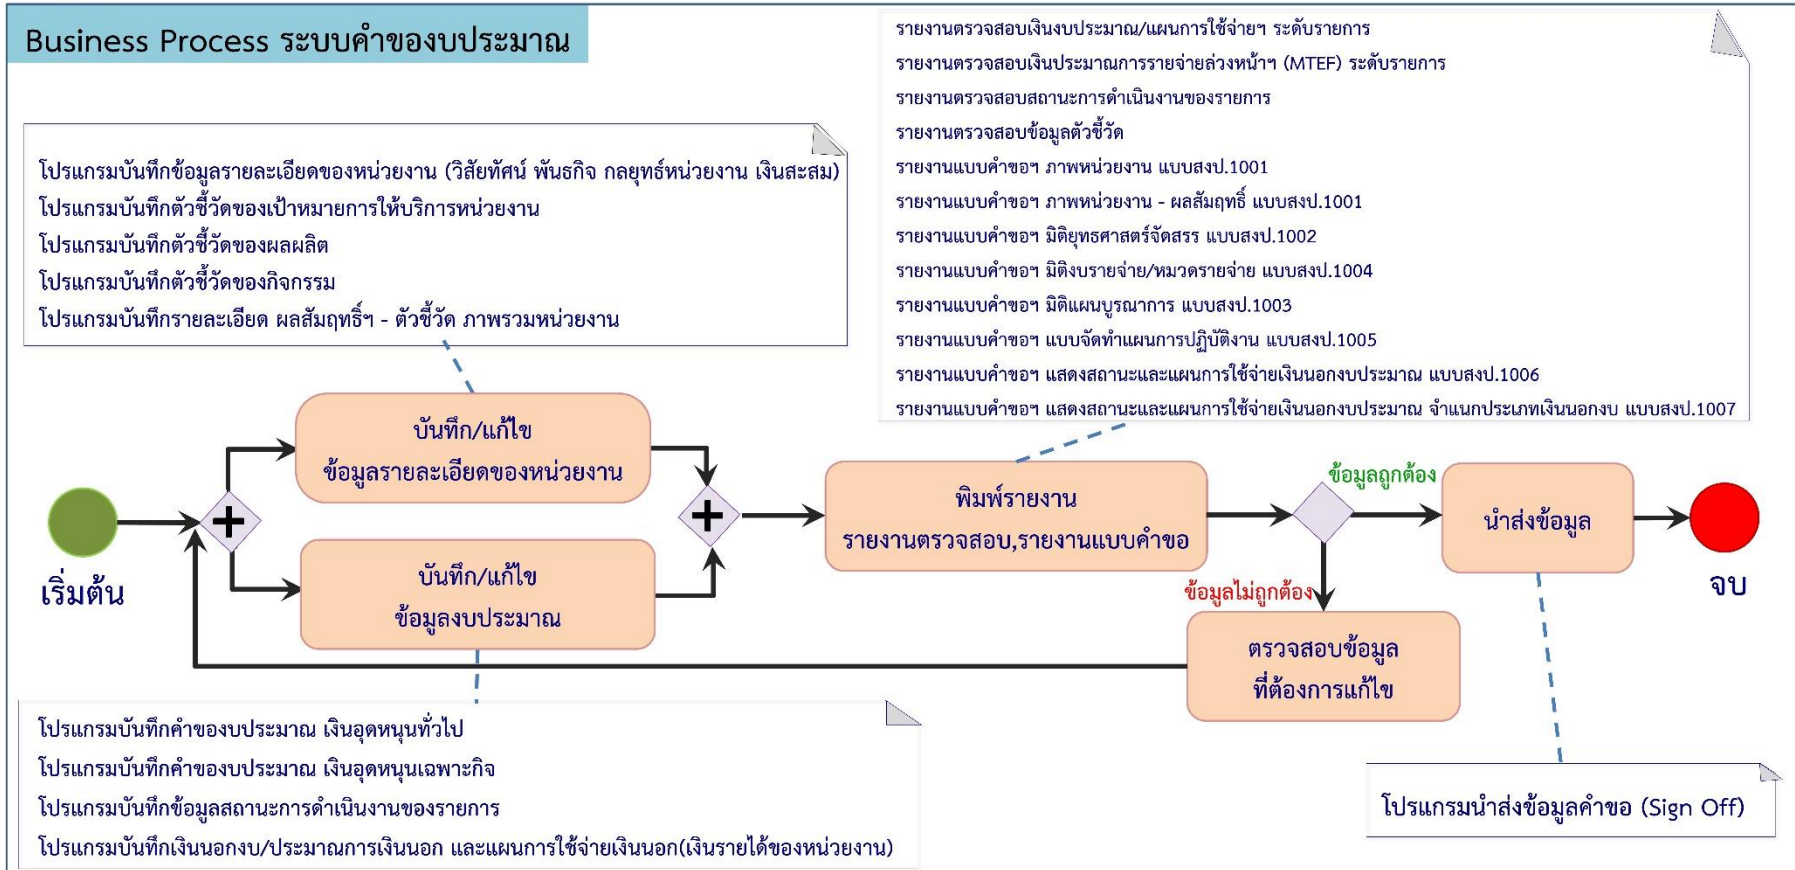 Business Process ระบบคำของบประมาณ
รายงานตรวจสอบเงินงบประมาณ/แผนการใช้จ่ายฯ ระดับรายการ
รายงานตรวจสอบเงินประมาณการรายจ่ายล่วงหน้าฯ (MTEF) ระดับรายการ
รายงานตรวจสอบสถานะการดำเนินงานของรายการ
รายงานตรวจสอบข้อมูลตัวชี้วัด
รายงานแบบคำขอฯ ภาพหน่วยงาน แบบสงป.1001
รายงานแบบคำขอฯ ภาพหน่วยงาน - ผลสัมฤทธิ์ แบบสงป.1001
รายงานแบบคำขอฯ มิติยุทธศาสตร์จัดสรร แบบสงป.1002
รายงานแบบคำขอฯ มิติงบรายจ่าย/หมวดรายจ่าย แบบสงป.1004
รายงานแบบคำขอฯ มิติแผนบูรณาการ แบบสงป.1003
รายงานแบบคำขอฯ แบบจัดทำแผนการปฏิบัติงาน แบบสงป.1005
รายงานแบบคำขอฯ แสดงสถานะและแผนการใช้จ่ายเงินนอกงบประมาณ แบบสงป.1006
รายงานแบบคำขอฯ แสดงสถานะและแผนการใช้จ่ายเงินนอกงบประมาณ จำแนกประเภทเงินนอกงบ แบบสงป.1007
โปรแกรมบันทึกข้อมูลรายละเอียดของหน่วยงาน (วิสัยทัศน์ พันธกิจ กลยุทธ์หน่วยงาน เงินสะสม)
โปรแกรมบันทึกตัวชี้วัดของเป้าหมายการให้บริการหน่วยงาน
โปรแกรมบันทึกตัวชี้วัดของผลผลิต
โปรแกรมบันทึกตัวชี้วัดของกิจกรรม
โปรแกรมบันทึกรายละเอียด ผลสัมฤทธิ์ฯ - ตัวชี้วัด ภาพรวมหน่วยงาน
เริ่มต้น
บันทึก/แก้ไข
ข้อมูลรายละเอียดของหน่วยงาน
บันทึก/แก้ไข
ข้อมูลงบประมาณ
พิมพ์รายงาน
รายงานตรวจสอบ,รายงานแบบคำขอ
ข้อมูลถูกต้อง
นำส่งข้อมูล
จบ
ข้อมูลไม่ถูกต้อง
ตรวจสอบข้อมูล
ที่ต้องการแก้ไข
โปรแกรมบันทึกคำของบประมาณ เงินอุดหนุนทั่วไป
โปรแกรมบันทึกคำของบประมาณ เงินอุดหนุนเฉพาะกิจ
โปรแกรมบันทึกข้อมูลสถานะการดำเนินงานของรายการ
โปรแกรมบันทึกเงินนอกงบ/ประมาณการเงินนอก และแผนการใช้จ่ายเงินนอก(เงินรายได้ของหน่วยงาน)
โปรแกรมนำส่งข้อมูลคำขอ (Sign Off)